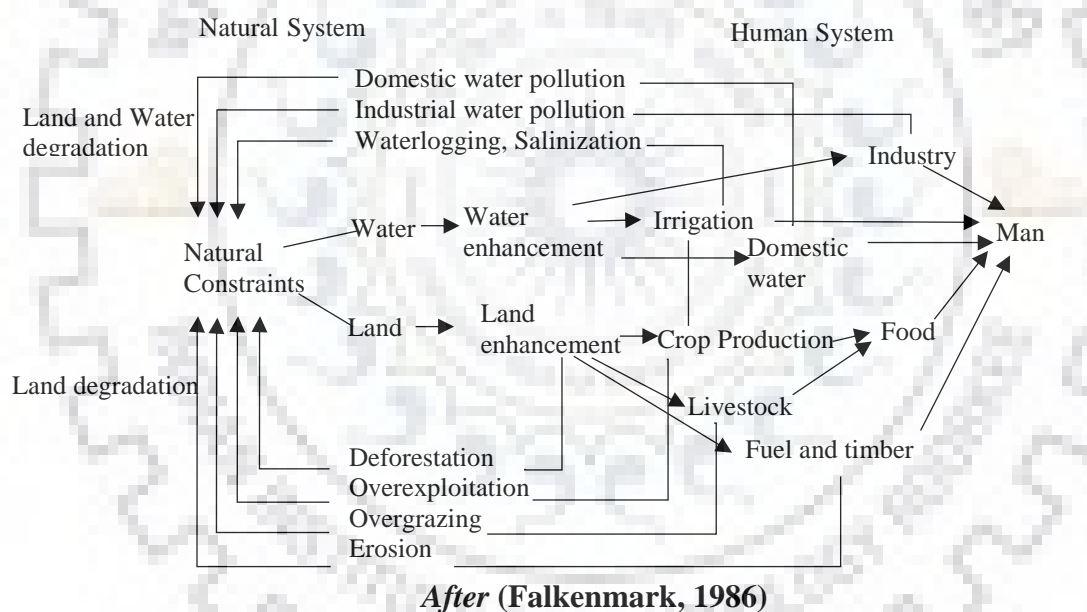 Natural System
Human System
Domestic water pollution
Industrial water pollution
Waterlogging, Salinization
Land and Water
degradation
Industry
Water
Water
enhancement
Irrigation
Domestic
water
Man
Natural
Constraints
Land
Land
enhancement
Crop Production
Food
Land degradation
Livestock
Fuel and timber
Deforestation
Overexploitation
Overgrazing
Erosion
After (Falkenmark, 1986)